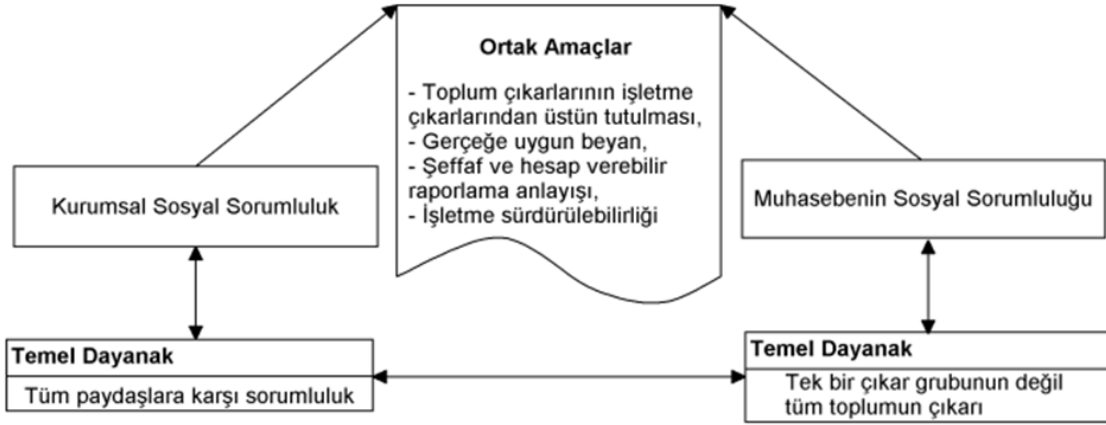 Ortak Amaçlar
- Toplum çıkarlarının işletme
çıkarlarından üstün tutulması,
- Gerçeğe uygun beyan,
- Şeffaf ve hesap verebilir
raporlama anlayışı,
- İşletme sürdürülebilirliği
Kurumsal Sosyal Sorumluluk
Muhasebenin Sosyal Sorumluluğu
Temel Dayanak
Tüm paydaşlara karşı sorumluluk
Temel Dayanak
Tek bir çıkar grubunun değil
tüm toplumun çıkarı